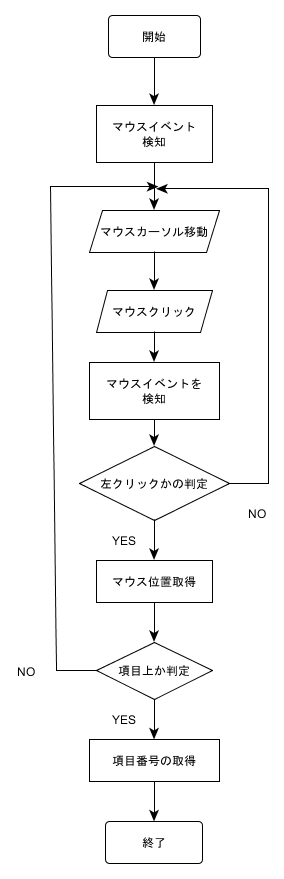 開始
マウスイベント
検知
マウスカーソル移動
マウスクリック
マウスイベントを
検知
左クリックかの判定
NO
YES
マウス位置取得
項目上か判定
NO
YES
項目番号の取得
終了